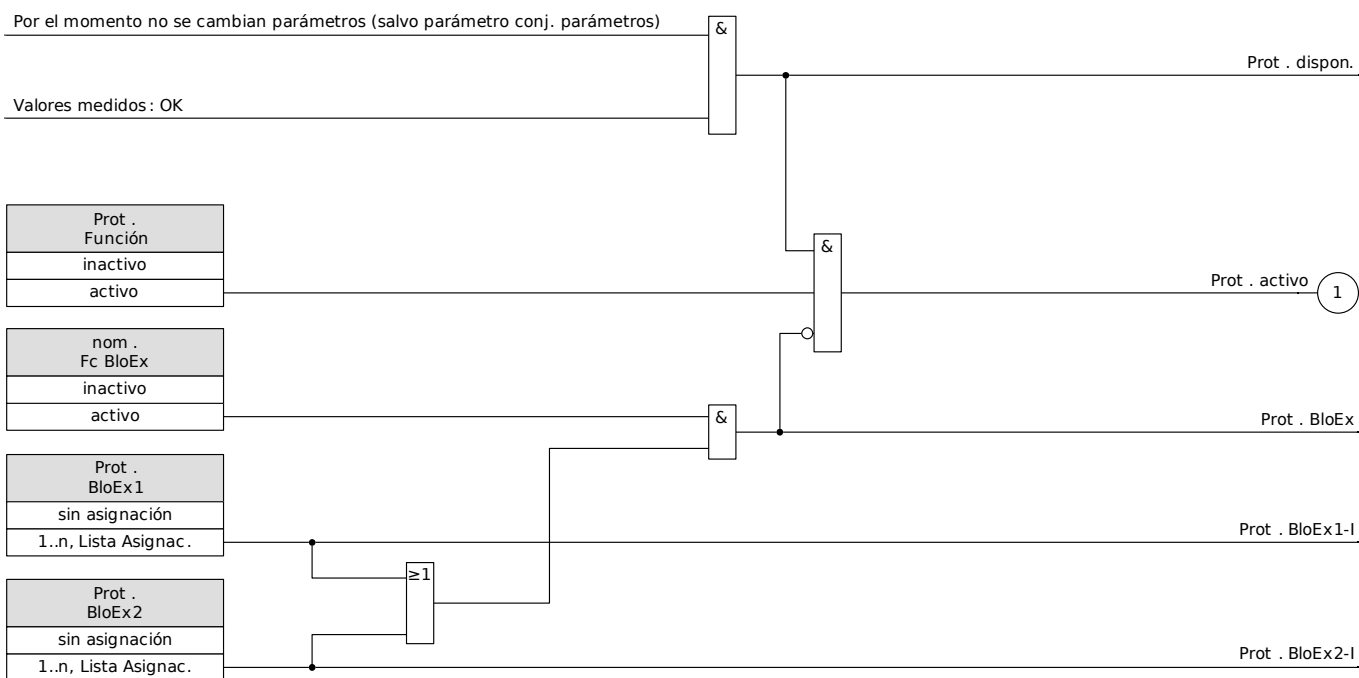 Por el momento no se cambian parámetros (salvo parámetro conj. parámetros)
&
Prot . dispon.
Valores medidos : OK
Prot .
Función
inactivo
activo
&
Prot . activo
1
nom .
Fc BloEx
inactivo
activo
&
Prot . BloEx
Prot .
BloEx1
sin asignación
1..n, Lista Asignac.
Prot . BloEx1-I
≥1
Prot .
BloEx2
sin asignación
1..n, Lista Asignac.
Prot . BloEx2-I